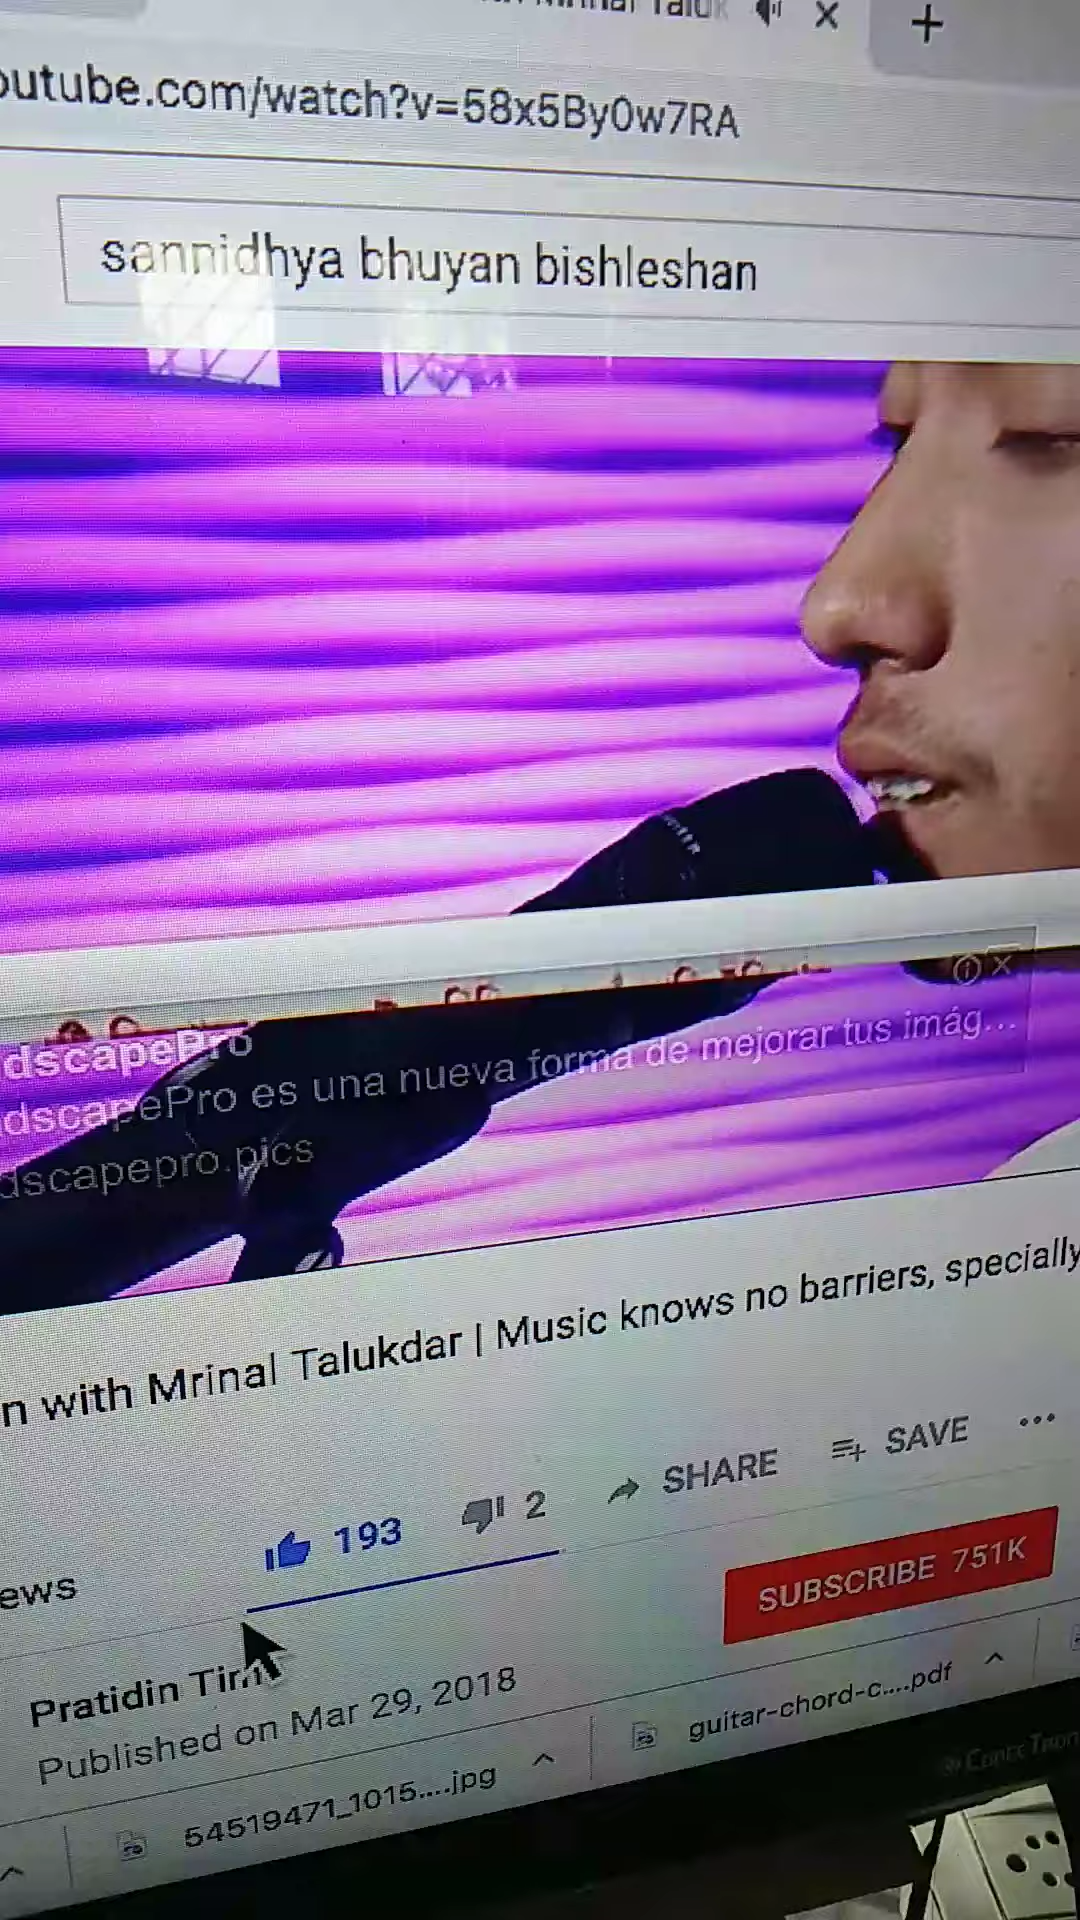 outube.com/watch?v=58x5By0w7RA
sannidhya bhuyan bishleshan
dscapePro
dscapePro es una nueva forma de mejorar tus imág...
dscapepro.pics
n with Mrinal Talukdar | Music knows no barriers, specially
193 2 SHARE SAVE
ews
SUBSCRIBE 751K
Pratidin
Published on Mar 29, 2018
54519471_1015....jpg
guitar-chord-c....pdf